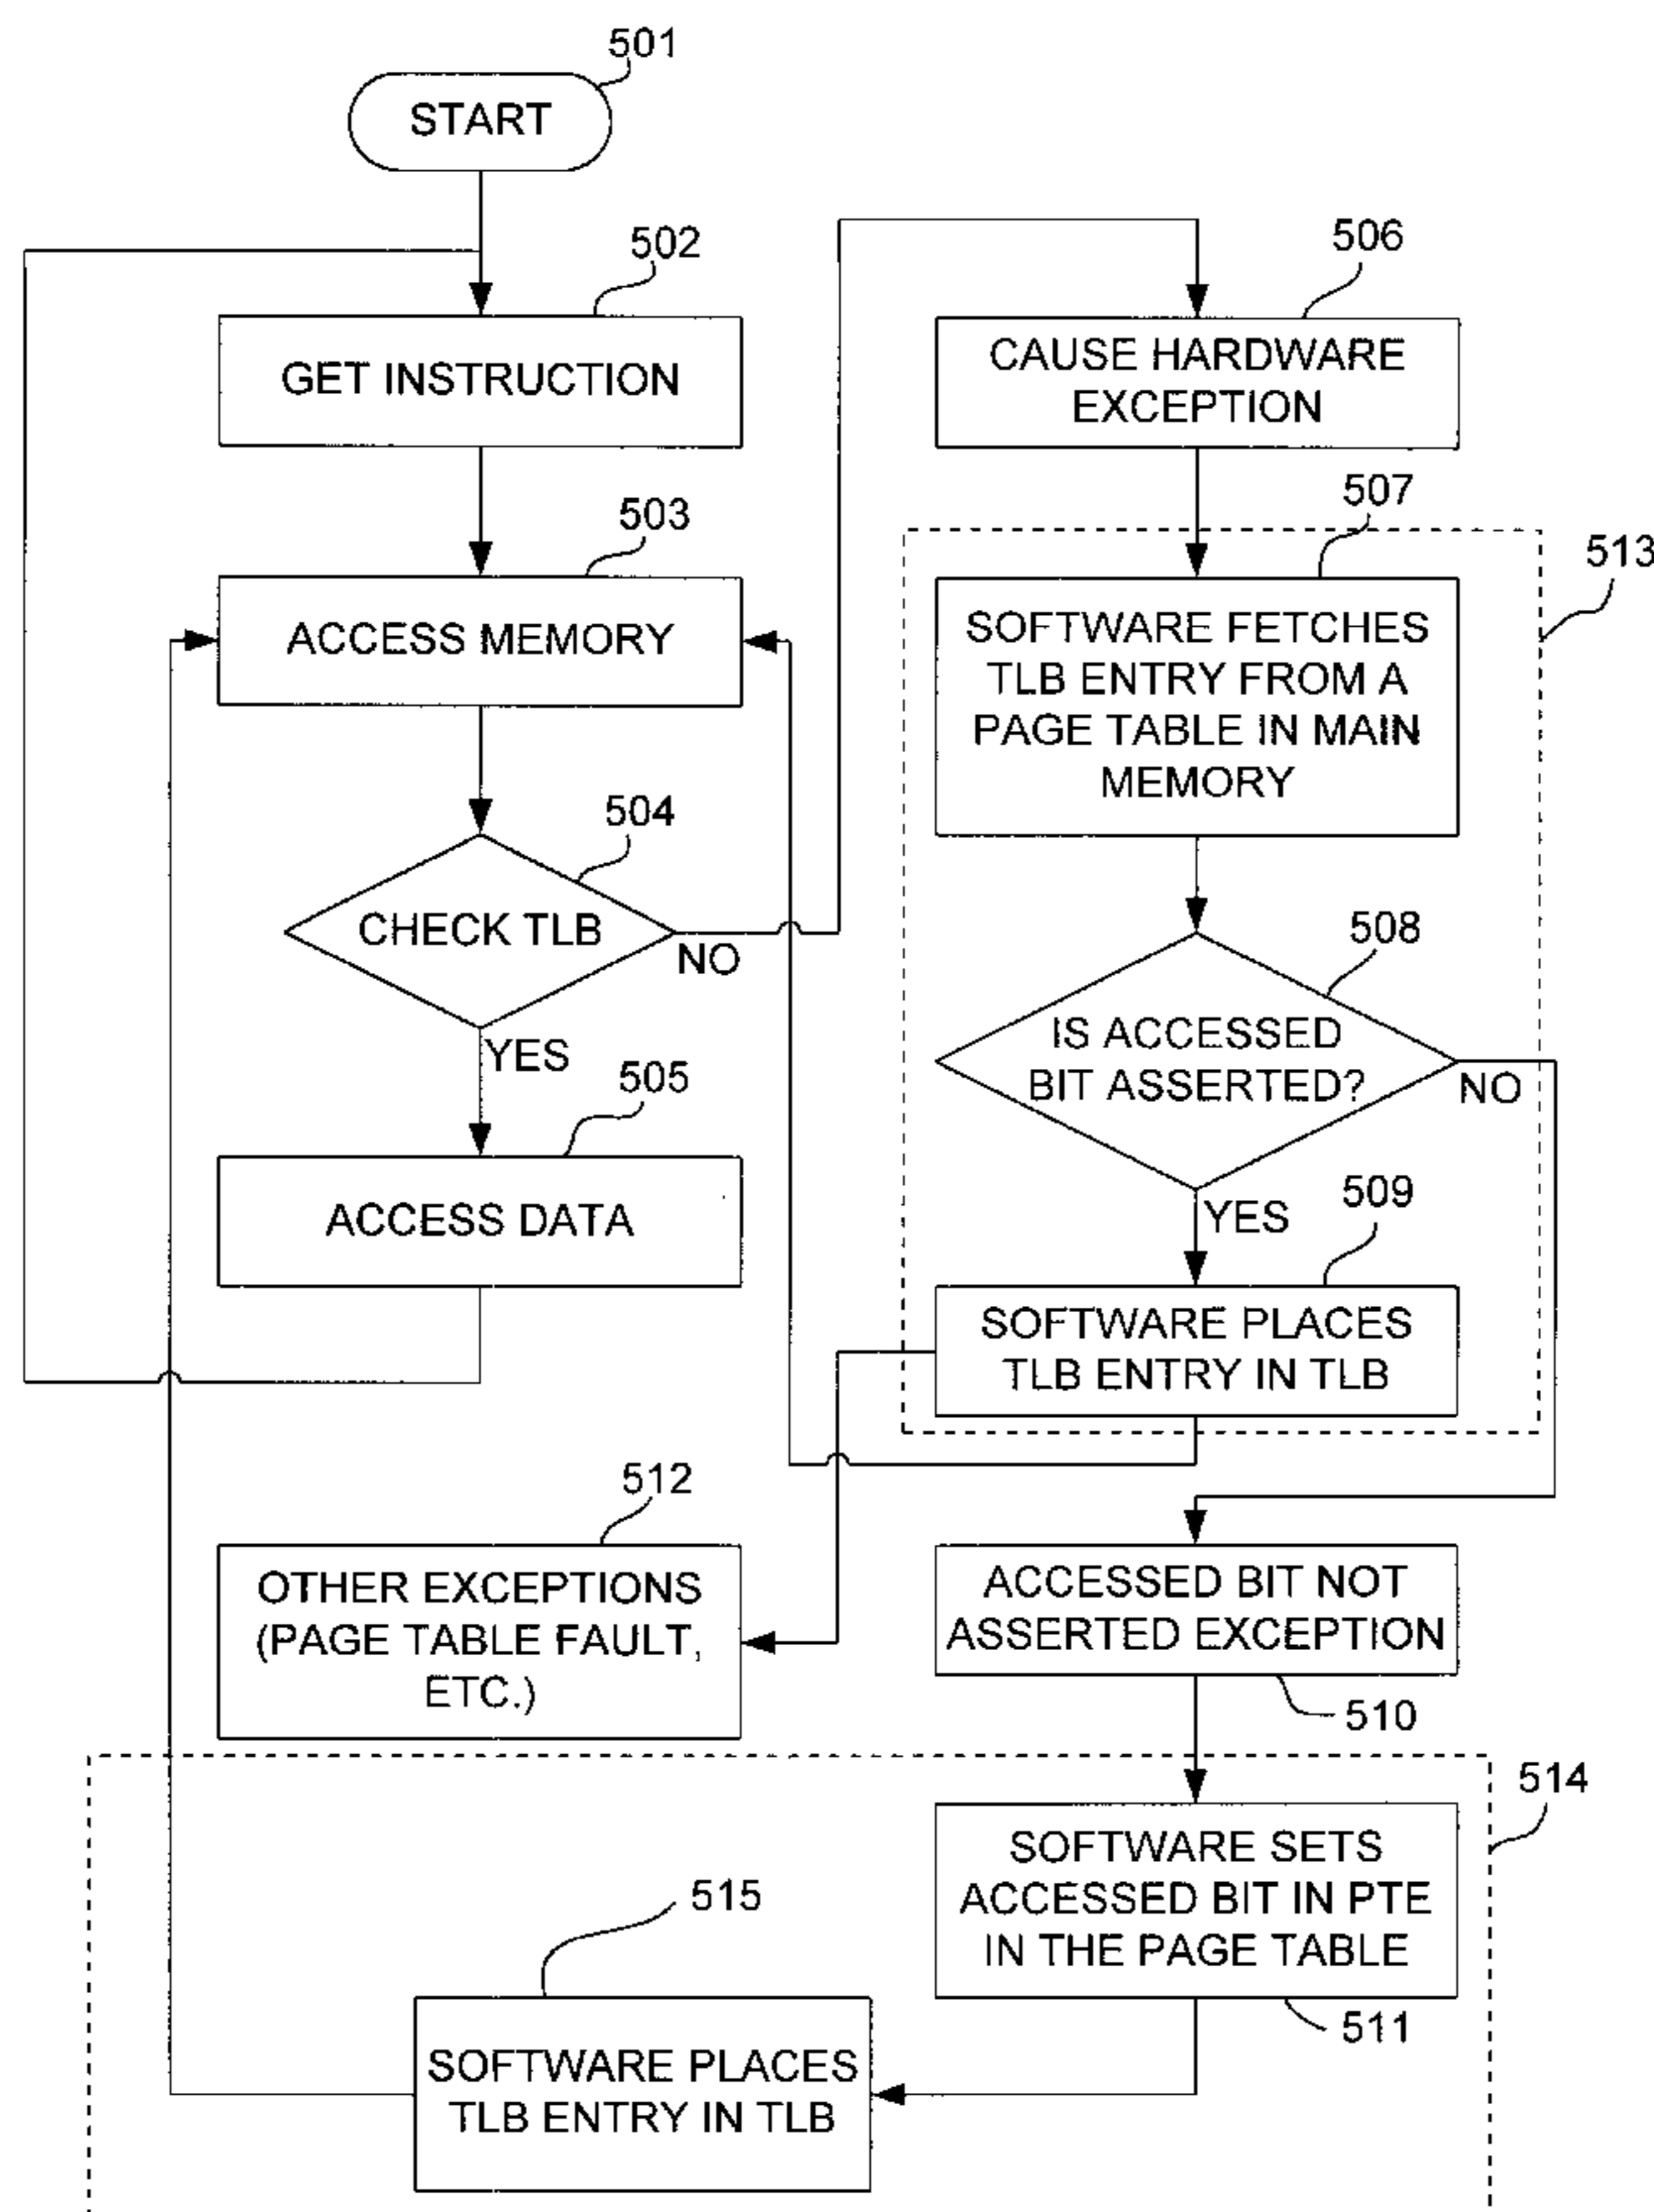 501
START
502
GET INSTRUCTION
503
ACCESS MEMORY
504
CHECK TLB
NO
YES
505
ACCESS DATA
506
CAUSE HARDWARE
EXCEPTION
507
513
SOFTWARE FETCHES
TLB ENTRY FROM A
PAGE TABLE IN MAIN
MEMORY
508
IS ACCESSED
BIT ASSERTED?
NO
YES
509
SOFTWARE PLACES
TLB ENTRY IN TLB
512
OTHER EXCEPTIONS
(PAGE TABLE FAULT,
ETC.)
ACCESSED BIT NOT
ASSERTED EXCEPTION
510
514
SOFTWARE SETS
ACCESSED BIT IN PTE
IN THE PAGE TABLE
511
515
SOFTWARE PLACES
TLB ENTRY IN TLB